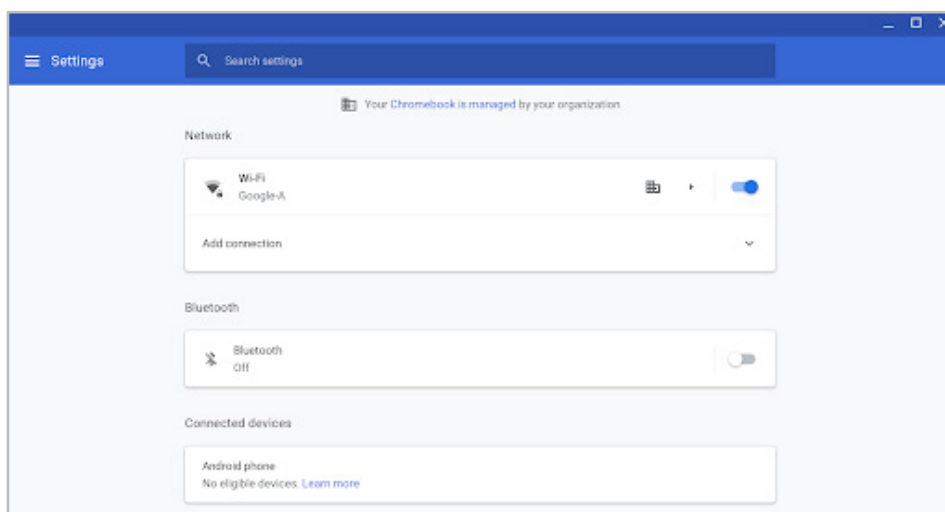 Settings
Search settings
Your Chromebook is managed by your organization
Network
Wi-Fi
Google-A
Add connection
Bluetooth
Bluetooth
Off
Connected devices
Android phone
No eligible devices. Learn more